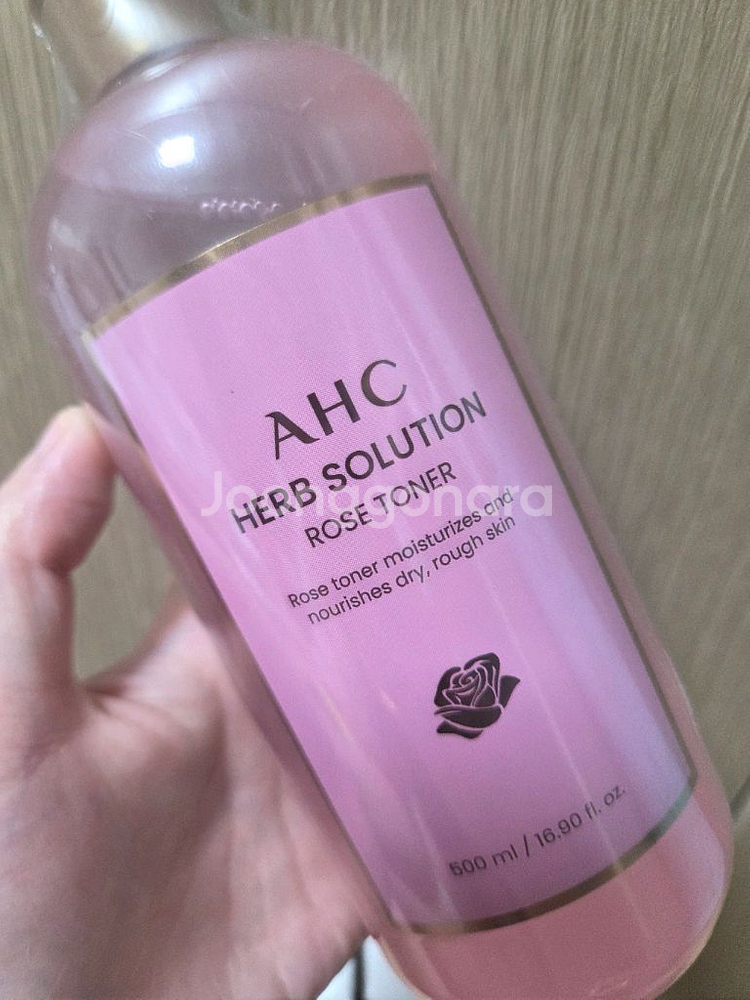 AHC
HERB SOLUTION
ROSE TONER
Rose toner moisturizes and
nourishes dry, rough skin
500 ml / 16.90 fl. oz.
Joonggonara